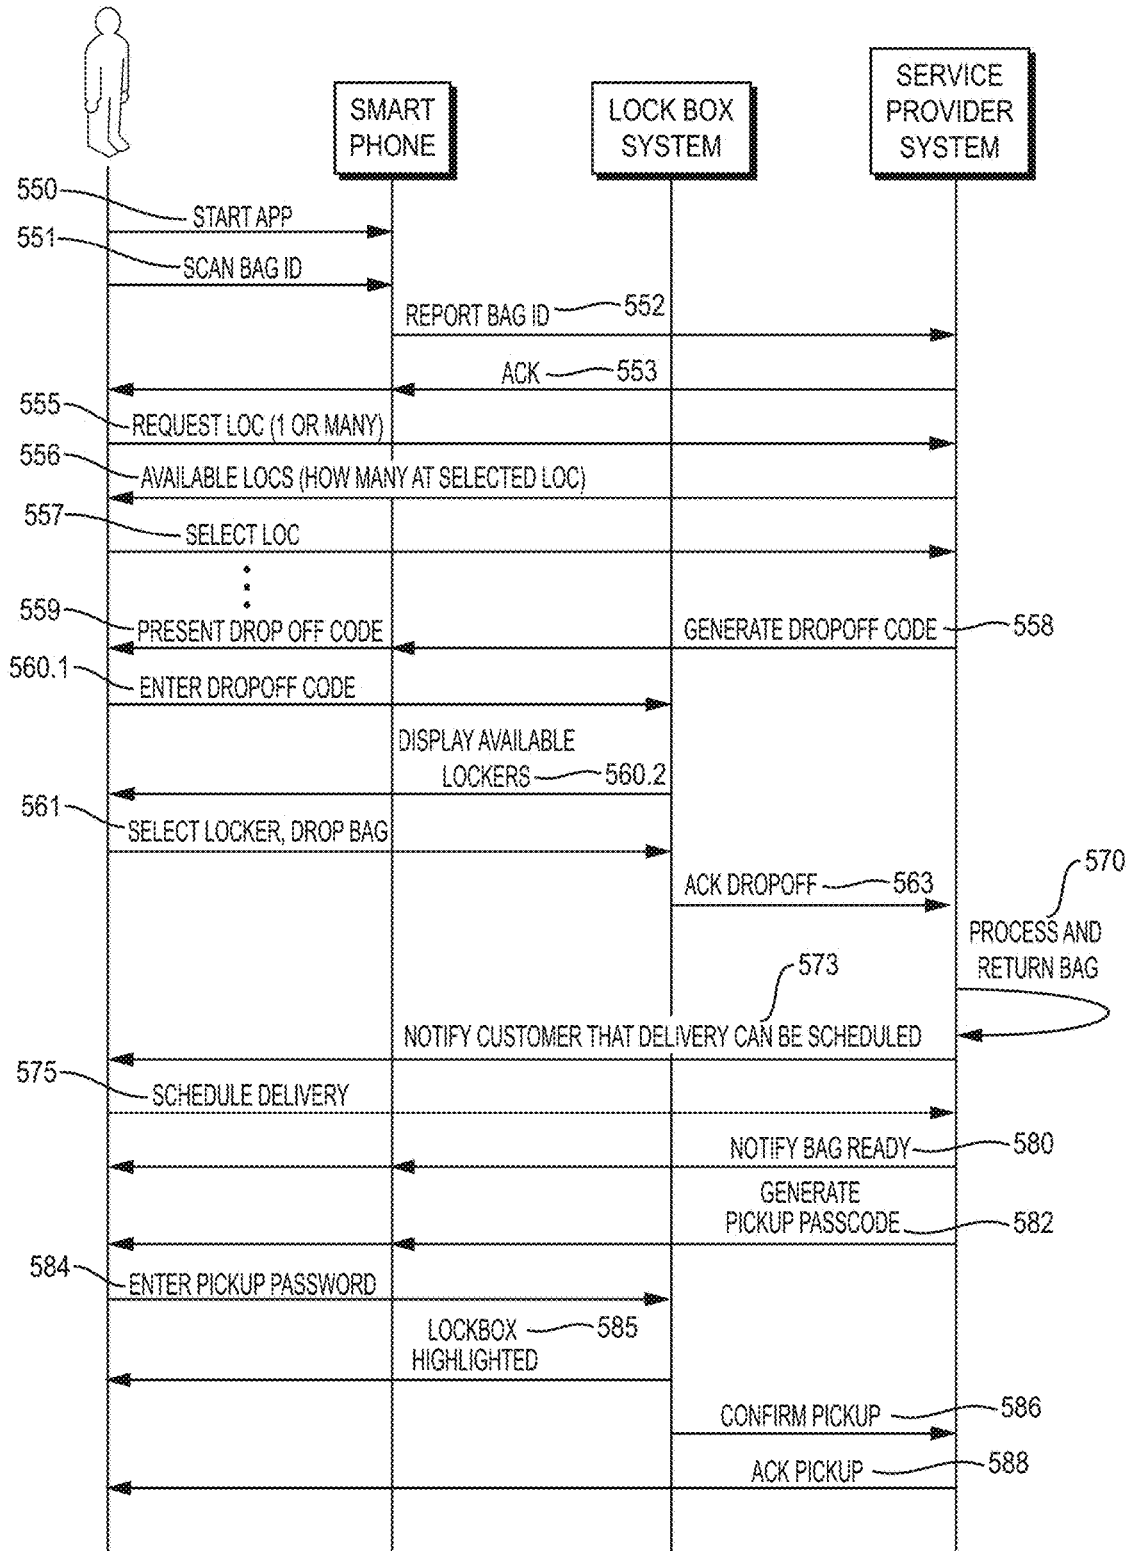 SMART
PHONE
LOCK BOX
SYSTEM
SERVICE
PROVIDER
SYSTEM
550
START APP
551
SCAN BAG ID
REPORT BAG ID
552
ACK
553
555
REQUEST LOC (1 OR MANY)
556
AVAILABLE LOCS (HOW MANY AT SELECTED LOC)
557
SELECT LOC
559
PRESENT DROP OFF CODE
GENERATE DROPOFF CODE
558
560.1
ENTER DROPOFF CODE
DISPLAY AVAILABLE
LOCKERS
560.2
561
SELECT LOCKER, DROP BAG
ACK DROPOFF
563
570
PROCESS AND
RETURN BAG
573
NOTIFY CUSTOMER THAT DELIVERY CAN BE SCHEDULED
575
SCHEDULE DELIVERY
NOTIFY BAG READY
580
GENERATE
PICKUP PASSCODE
582
584
ENTER PICKUP PASSWORD
LOCKBOX
HIGHLIGHTED
585
CONFIRM PICKUP
586
ACK PICKUP
588